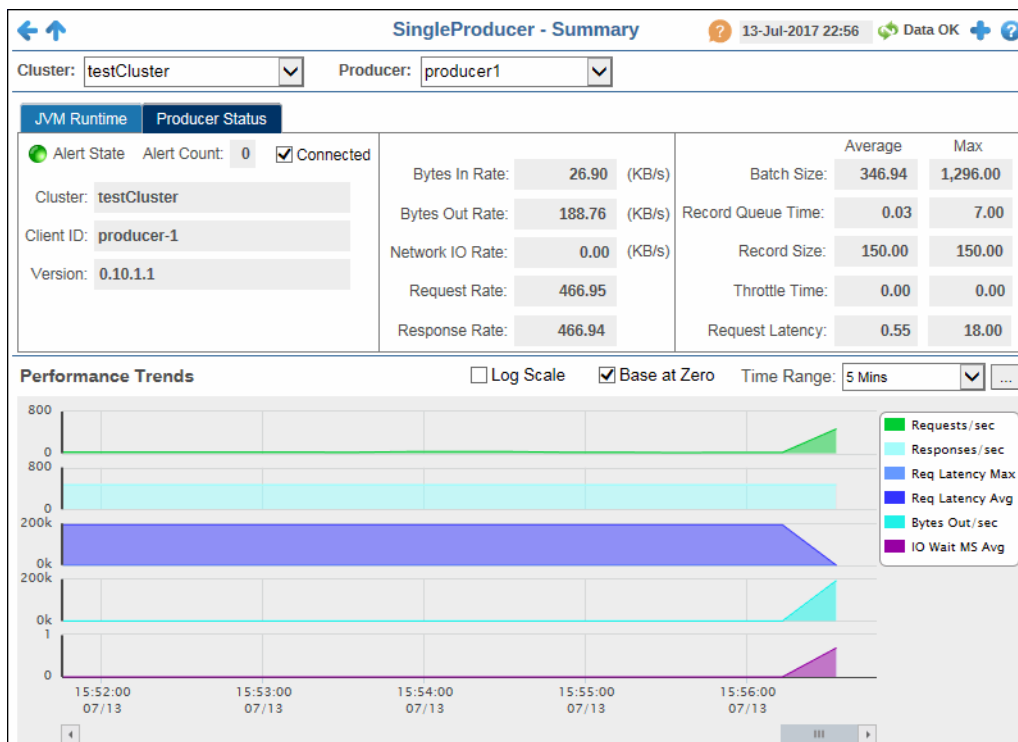 SingleProducer - Summary ? 13-Jul-2017 22:56 Data OK ?
Cluster: testCluster Producer: producer1
JVM Runtime Producer Status
Alert State Alert Count: 0 Connected
Cluster: testCluster
Client ID: producer-1
Version: 0.10.1.1
Bytes In Rate: 26.90 (KB/s)
Bytes Out Rate: 188.76 (KB/s)
Network IO Rate: 0.00 (KB/s)
Request Rate: 466.95
Response Rate: 466.94
Average Max
Batch Size: 346.94 1,296.00
Record Queue Time: 0.03 7.00
Record Size: 150.00 150.00
Throttle Time: 0.00 0.00
Request Latency: 0.55 18.00
Performance Trends Log Scale Base at Zero Time Range: 5 Mins ...
800
0
800
0
200k
0k
200k
0k
1
0
15:52:00 15:53:00 15:54:00 15:55:00 15:56:00
07/13 07/13 07/13 07/13 07/13
Requests/sec
Responses/sec
Req Latency Max
Req Latency Avg
Bytes Out/sec
IO Wait MS Avg